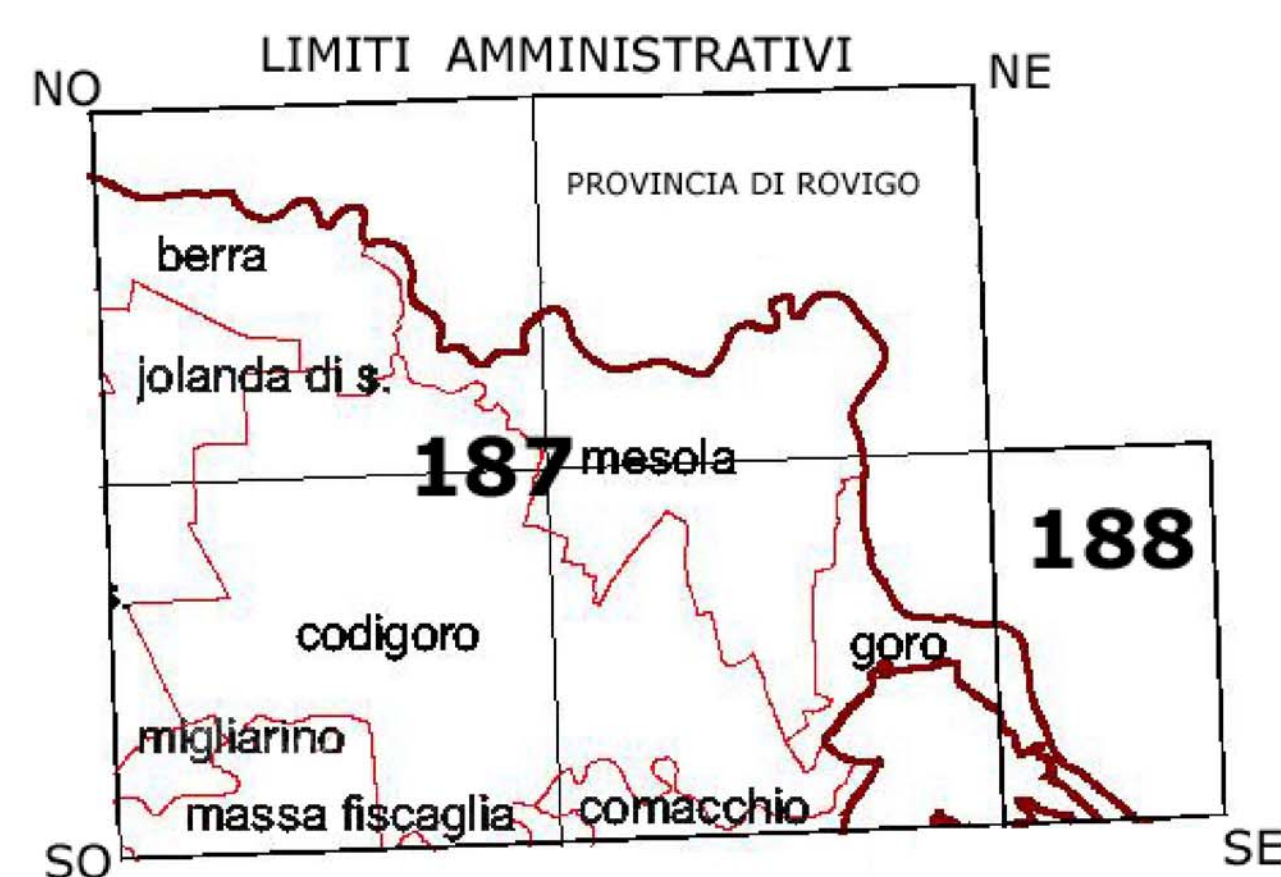 LIMITI AMMINISTRATIVI
NO
NE
PROVINCIA DI ROVIGO
berra
jolanda di s.
187
mesola
188
s.
codigoro
goro
migliarino
massa fiscaglia
comacchio
SO
SE